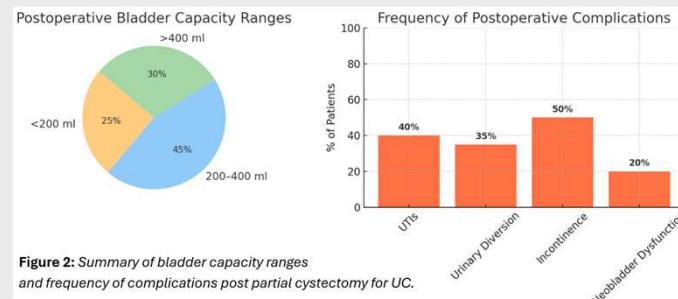 Postoperative Bladder Capacity Ranges
>400 ml
30%
<200 ml
25%
45%
200–400 ml
Frequency of Postoperative Complications
% of Patients
100
80
60
40
20
0
40%
35%
50%
20%
UTIs
Urinary Diversion
Incontinence
Neobladder Dysfunction
Figure 2: Summary of bladder capacity ranges
and frequency of complications post partial cystectomy for UC.